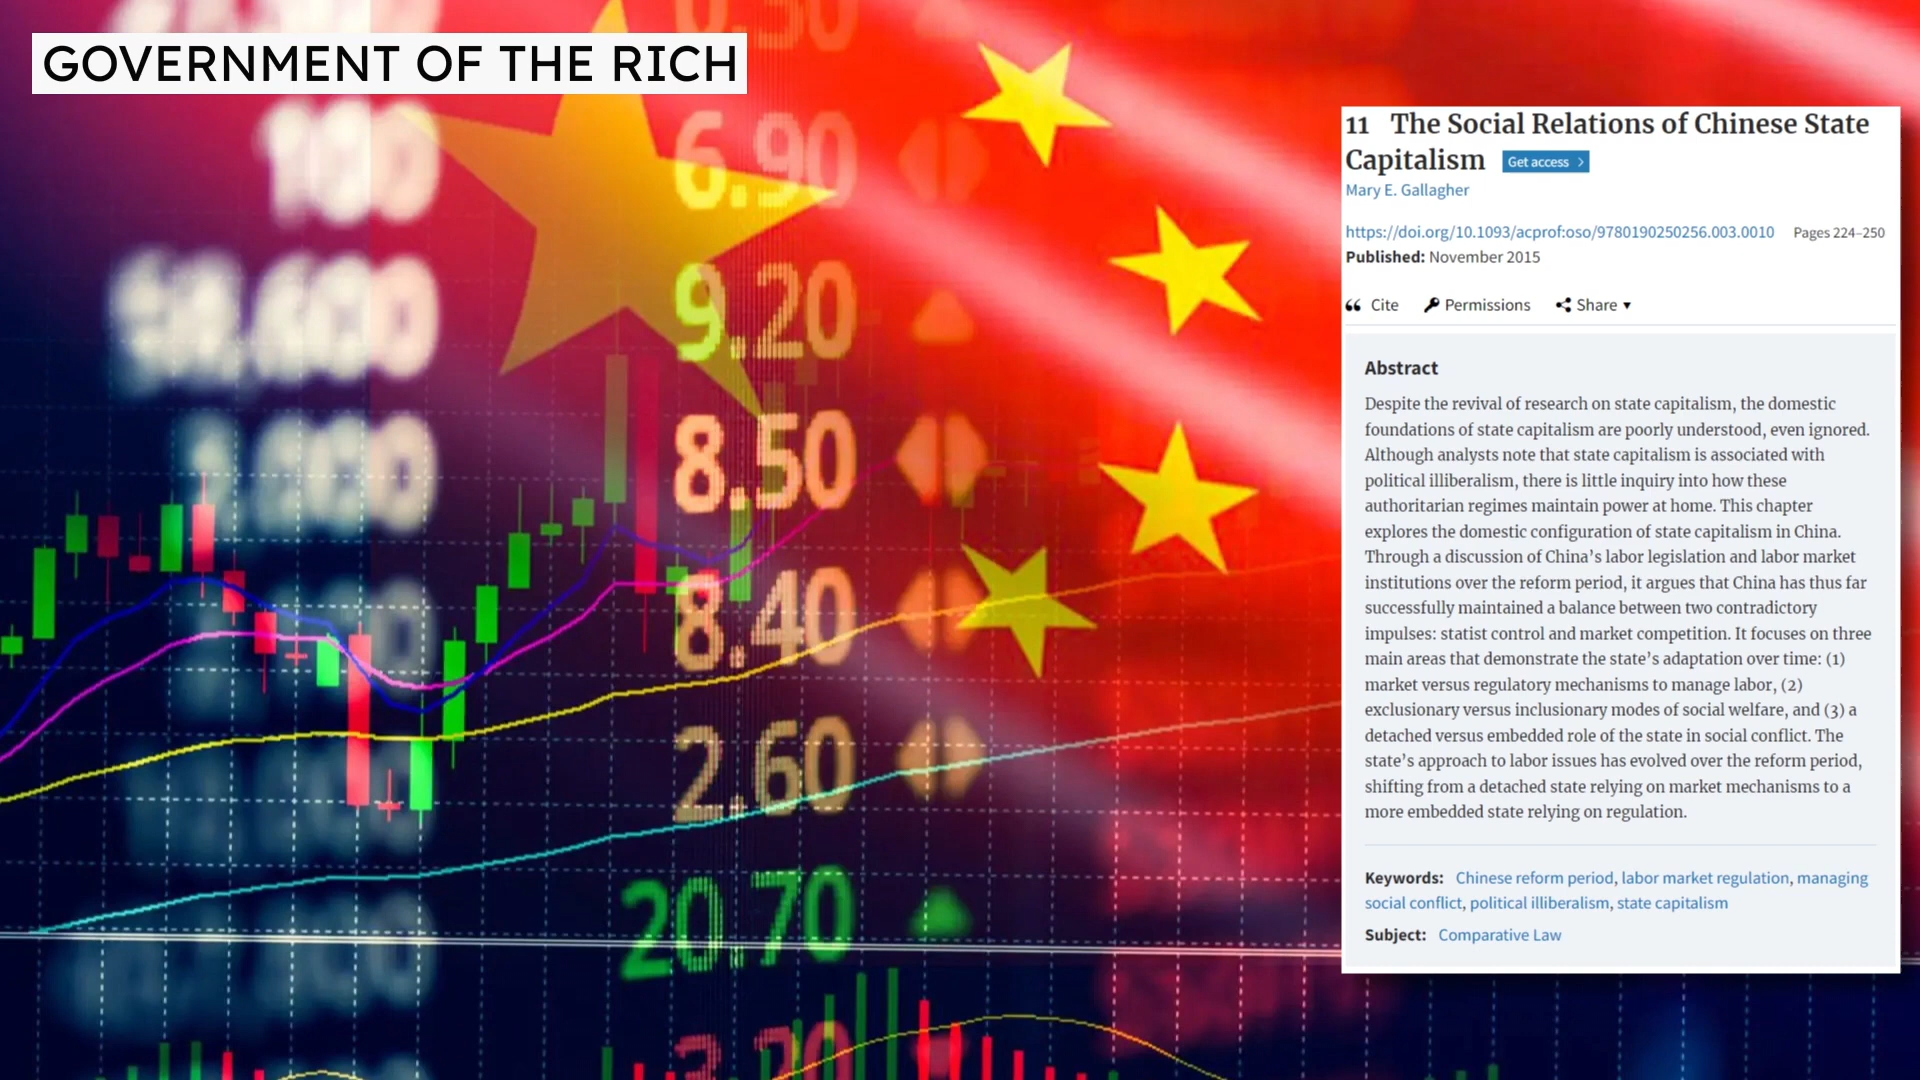 GOVERNMENT OF THE RICH
0.30
6.90
9.20
8.50
8.40
2.60
20.70
11 The Social Relations of Chinese State
Capitalism Get access >
Mary E. Gallagher
https://doi.org/10.1093/acprof:oso/9780190250256.003.0010 Pages 224–250
Published: November 2015
Cite Permissions Share
Abstract
Despite the revival of research on state capitalism, the domestic
foundations of state capitalism are poorly understood, even ignored.
Although analysts note that state capitalism is associated with
political illiberalism, there is little inquiry into how these
authoritarian regimes maintain power at home. This chapter
explores the domestic configuration of state capitalism in China.
Through a discussion of China’s labor legislation and labor market
institutions over the reform period, it argues that China has thus far
successfully maintained a balance between two contradictory
impulses: statist control and market competition. It focuses on three
main areas that demonstrate the state’s adaptation over time: (1)
market versus regulatory mechanisms to manage labor, (2)
exclusionary versus inclusionary modes of social welfare, and (3) a
detached versus embedded role of the state in social conflict. The
state’s approach to labor issues has evolved over the reform period,
shifting from a detached state relying on market mechanisms to a
more embedded state relying on regulation.
Keywords: Chinese reform period, labor market regulation, managing
social conflict, political illiberalism, state capitalism
Subject: Comparative Law